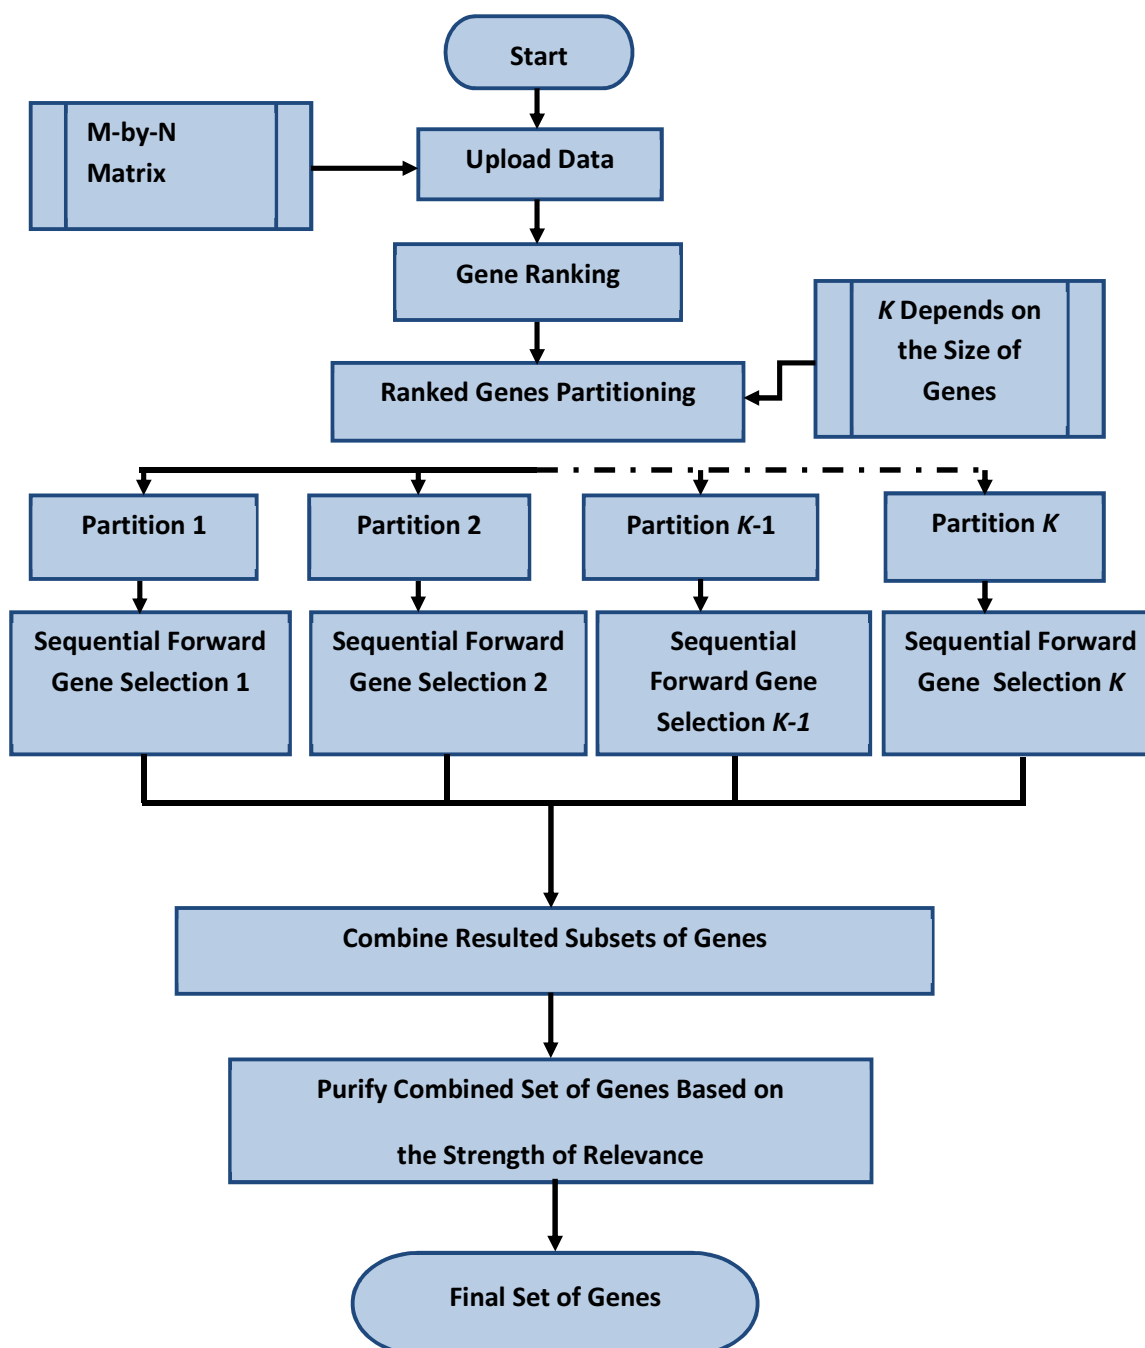 Start
M-by-N
Matrix
Upload Data
Gene Ranking
K Depends on
the Size of
Genes
Ranked Genes Partitioning
Partition 1
Partition 2
Partition K-1
Partition K
Sequential Forward
Gene Selection 1
Sequential Forward
Gene Selection 2
Sequential
Forward Gene
Selection K-1
Sequential Forward
Gene Selection K
Combine Resulted Subsets of Genes
Purify Combined Set of Genes Based on
the Strength of Relevance
Final Set of Genes